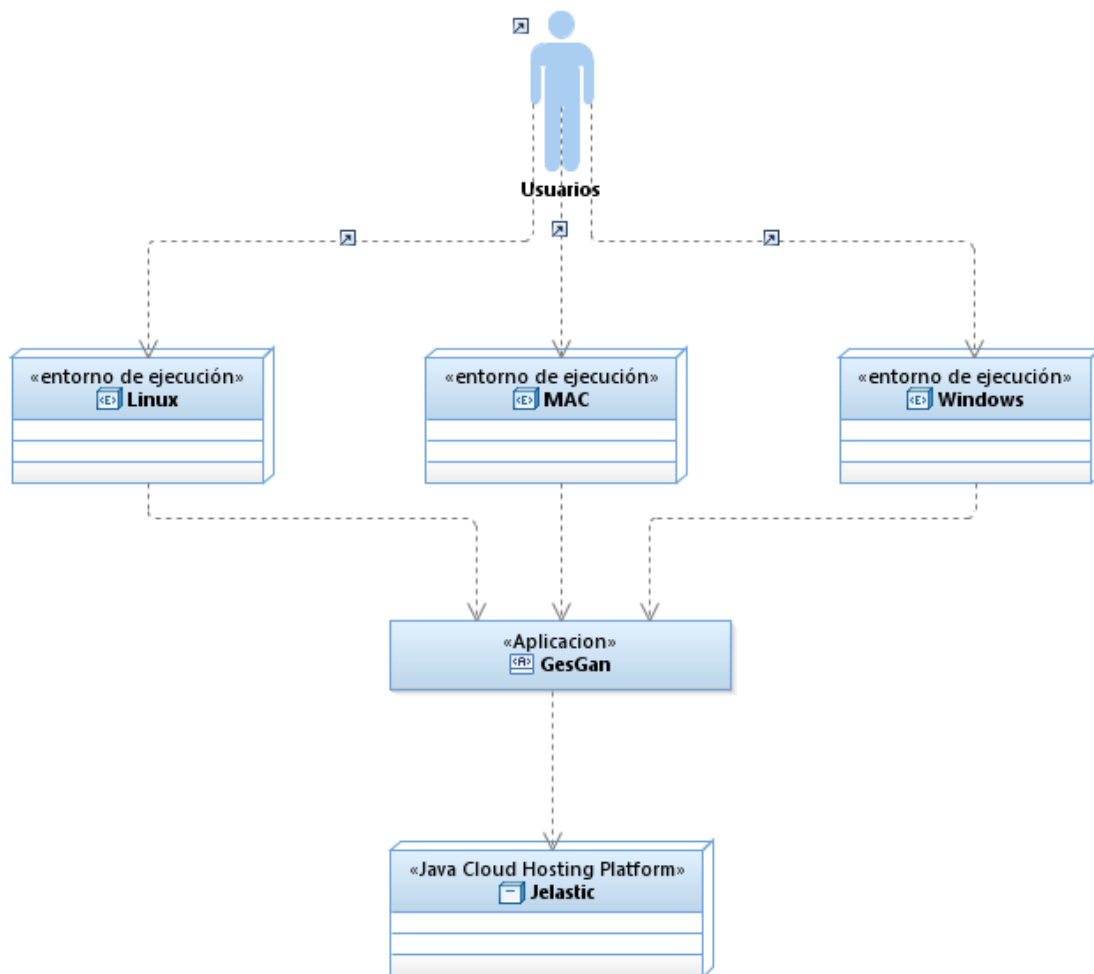 Usuarios
«entorno de ejecución»
Linux
«entorno de ejecución»
MAC
«entorno de ejecución»
Windows
«Aplicacion»
GesGan
«Java Cloud Hosting Platform»
Jelastic